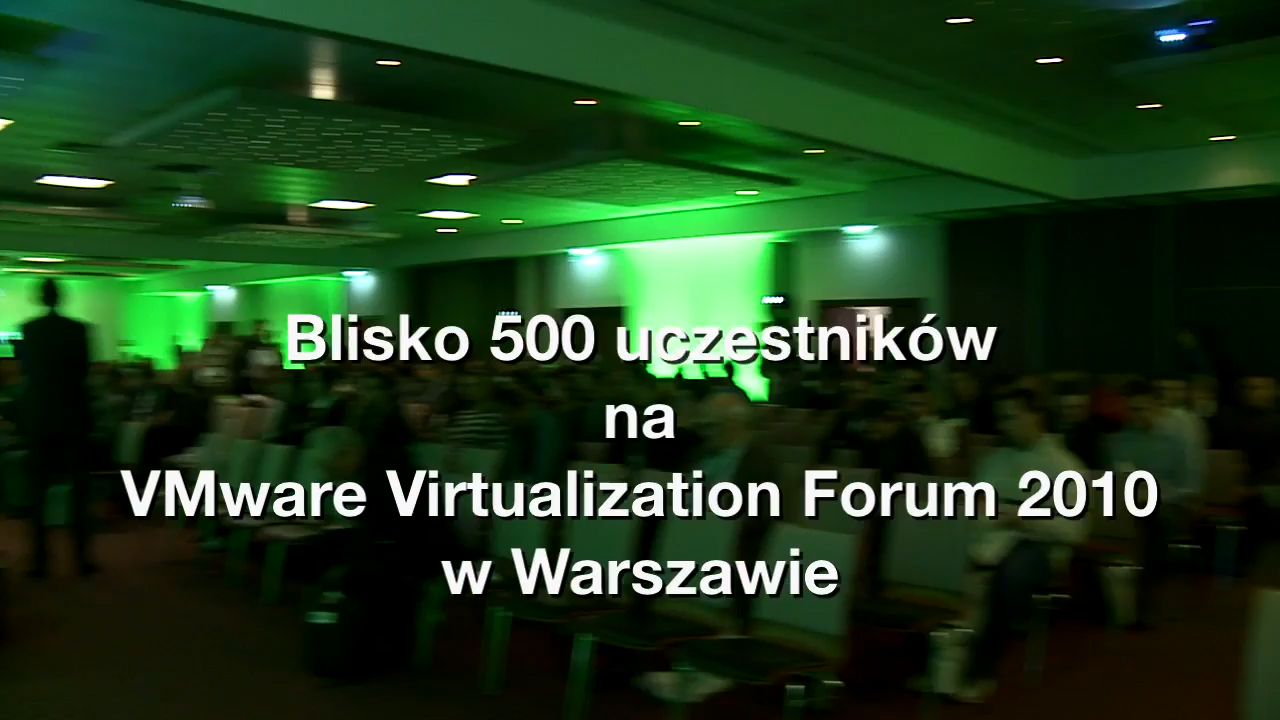 Blisko 500 uczestników
na
VMware Virtualization Forum 2010
w Warszawie